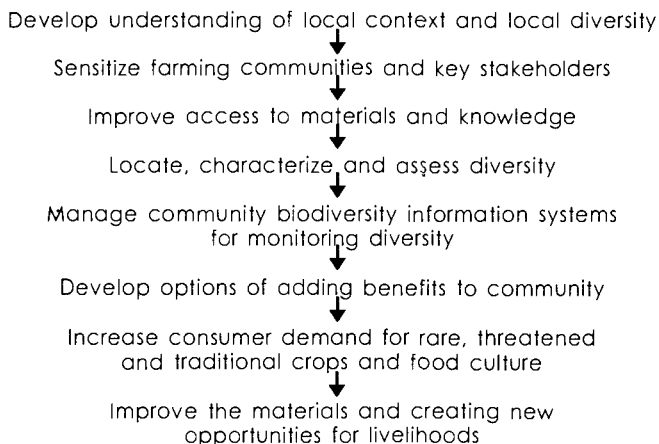 Develop understanding of local context and local diversity
Sensitize farming communities and key stakeholders
Improve access to materials and knowledge
Locate, characterize and assess diversity
Manage community biodiversity information systems
for monitoring diversity
Develop options of adding benefits to community
Increase consumer demand for rare, threatened
and traditional crops and food culture
Improve the materials and creating new
opportunities for livelihoods